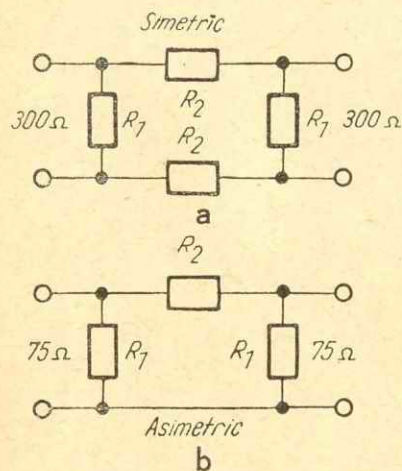 Simetric
R₂
300Ω R₁ R₁ 300Ω
R₂
a
R₂
75Ω R₁ R₁ 75Ω
Asimetric
b